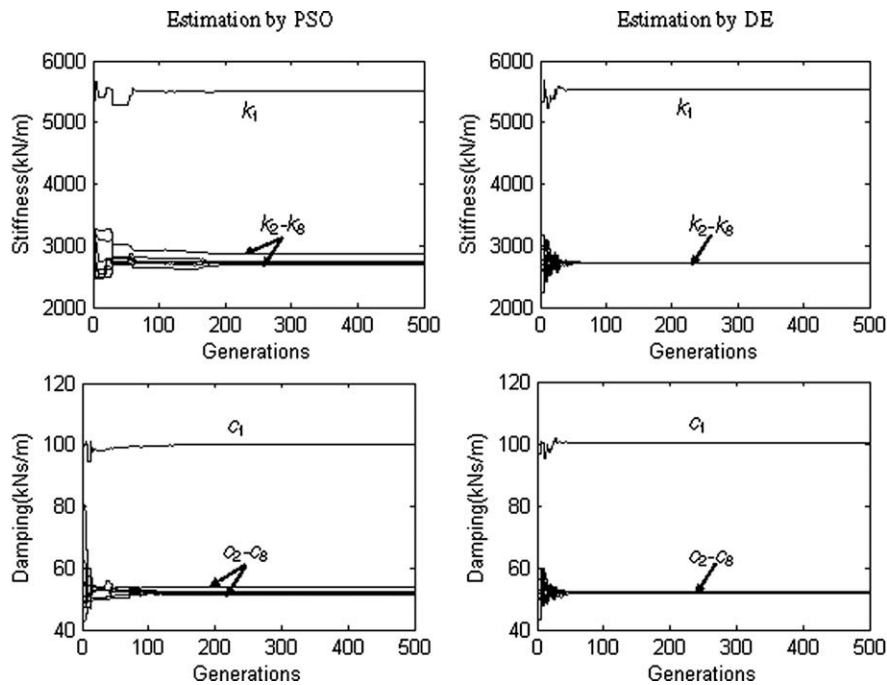 Estimation by PSO
Estimation by DE
6000
5000
4000
3000
2000
Stiffness(kN/m)
k1
k2-k8
0 100 200 300 400 500
Generations
6000
5000
4000
3000
2000
Stiffness(kN/m)
k1
k2-k8
0 100 200 300 400 500
Generations
120
100
80
60
40
Damping(kNs/m)
c1
c2-c8
0 100 200 300 400 500
Generations
120
100
80
60
40
Damping(kNs/m)
c1
c2-c8
0 100 200 300 400 500
Generations